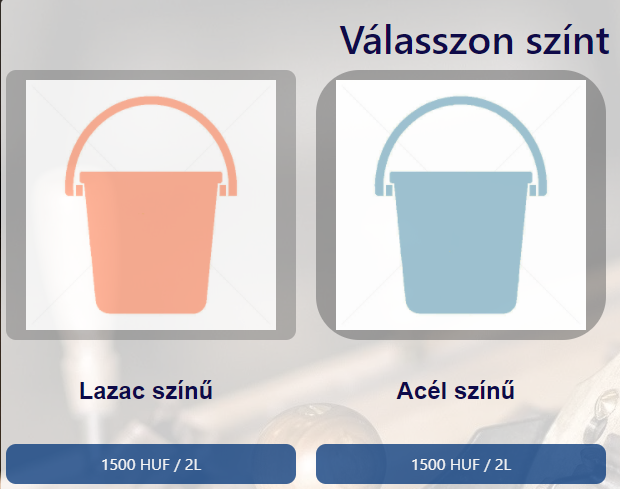 Válasszon színt
Lazac színű
Acél színű
1500 HUF / 2L
1500 HUF / 2L